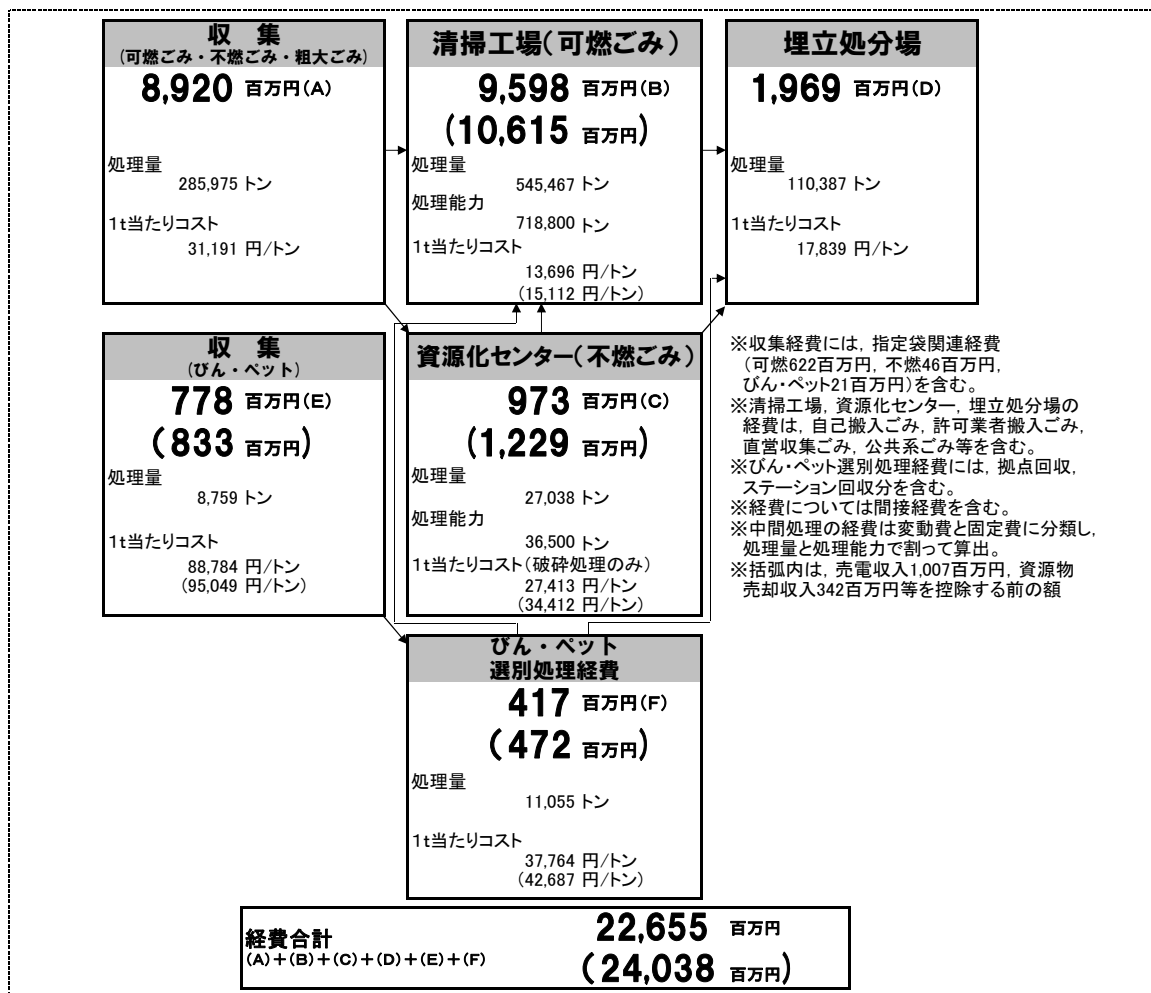 収　集
(可燃ごみ・不燃ごみ・粗大ごみ)
8,920 百万円(A)
処理量
285,975 トン
1t当たりコスト
31,191 円/トン
清掃工場(可燃ごみ)
9,598 百万円(B)
(10,615 百万円)
処理量
545,467 トン
処理能力
718,800 トン
1t当たりコスト
13,696 円/トン
(15,112 円/トン)
埋立処分場
1,969 百万円(D)
処理量
110,387 トン
1t当たりコスト
17,839 円/トン
収　集
(びん・ペット)
778 百万円(E)
(833 百万円)
処理量
8,759 トン
1t当たりコスト
88,784 円/トン
(95,049 円/トン)
資源化センター(不燃ごみ)
973 百万円(C)
(1,229 百万円)
処理量
27,038 トン
処理能力
36,500 トン
1t当たりコスト(破砕処理のみ)
27,413 円/トン
(34,412 円/トン)
※収集経費には，指定袋関連経費
(可燃622百万円，不燃46百万円，
びん・ペット21百万円)を含む。
※清掃工場，資源化センター，埋立処分場の
経費は，自己搬入ごみ，許可業者搬入ごみ，
直営収集ごみ，公共系ごみ等を含む。
※びん・ペット選別処理経費には，拠点回収，
ステーション回収分を含む。
※経費については間接経費を含む。
※中間処理の経費は変動費と固定費に分類し，
処理量と処理能力で割って算出。
※括弧内は，売電収入1,007百万円，資源物
売却収入342百万円等を控除する前の額
びん・ペット
選別処理経費
417 百万円(F)
(472 百万円)
処理量
11,055 トン
1t当たりコスト
37,764 円/トン
(42,687 円/トン)
経費合計
(A)+(B)+(C)+(D)+(E)+(F)
22,655 百万円
(24,038 百万円)